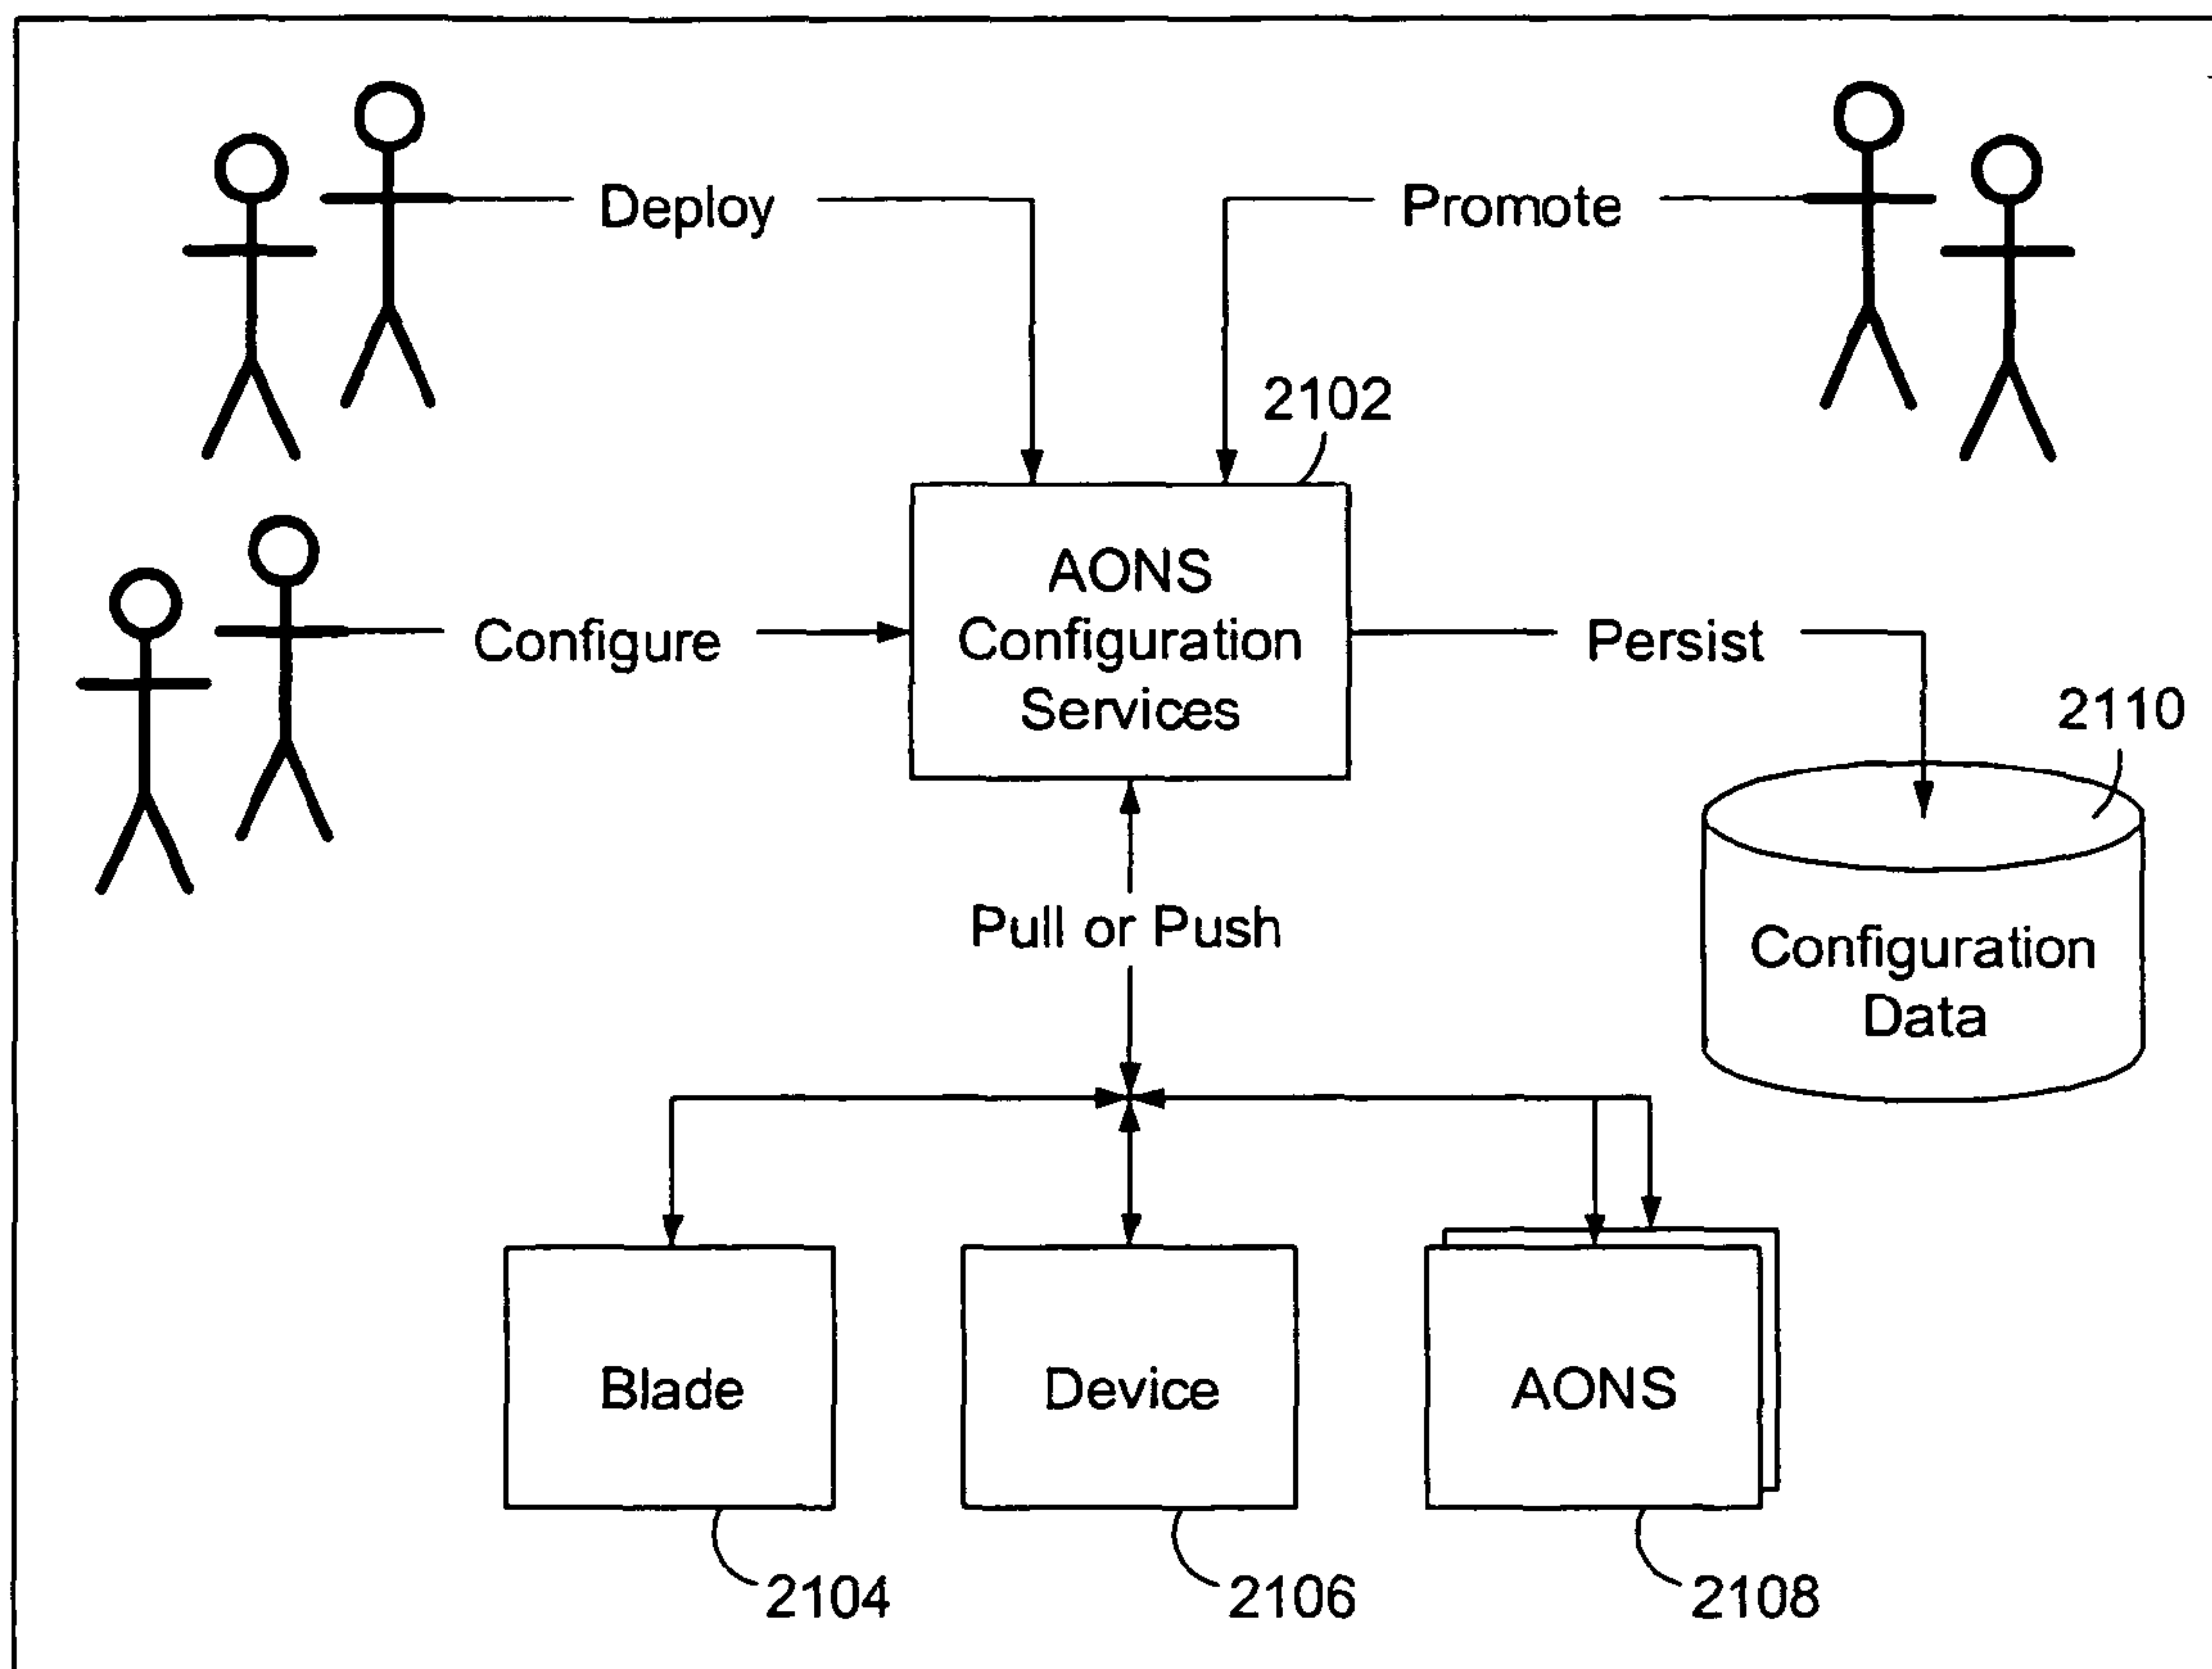 Deploy
Promote
2102
AONS
Configuration
Services
Configure
Persist
2110
Pull or Push
Configuration
Data
Blade
Device
AONS
2104
2106
2108